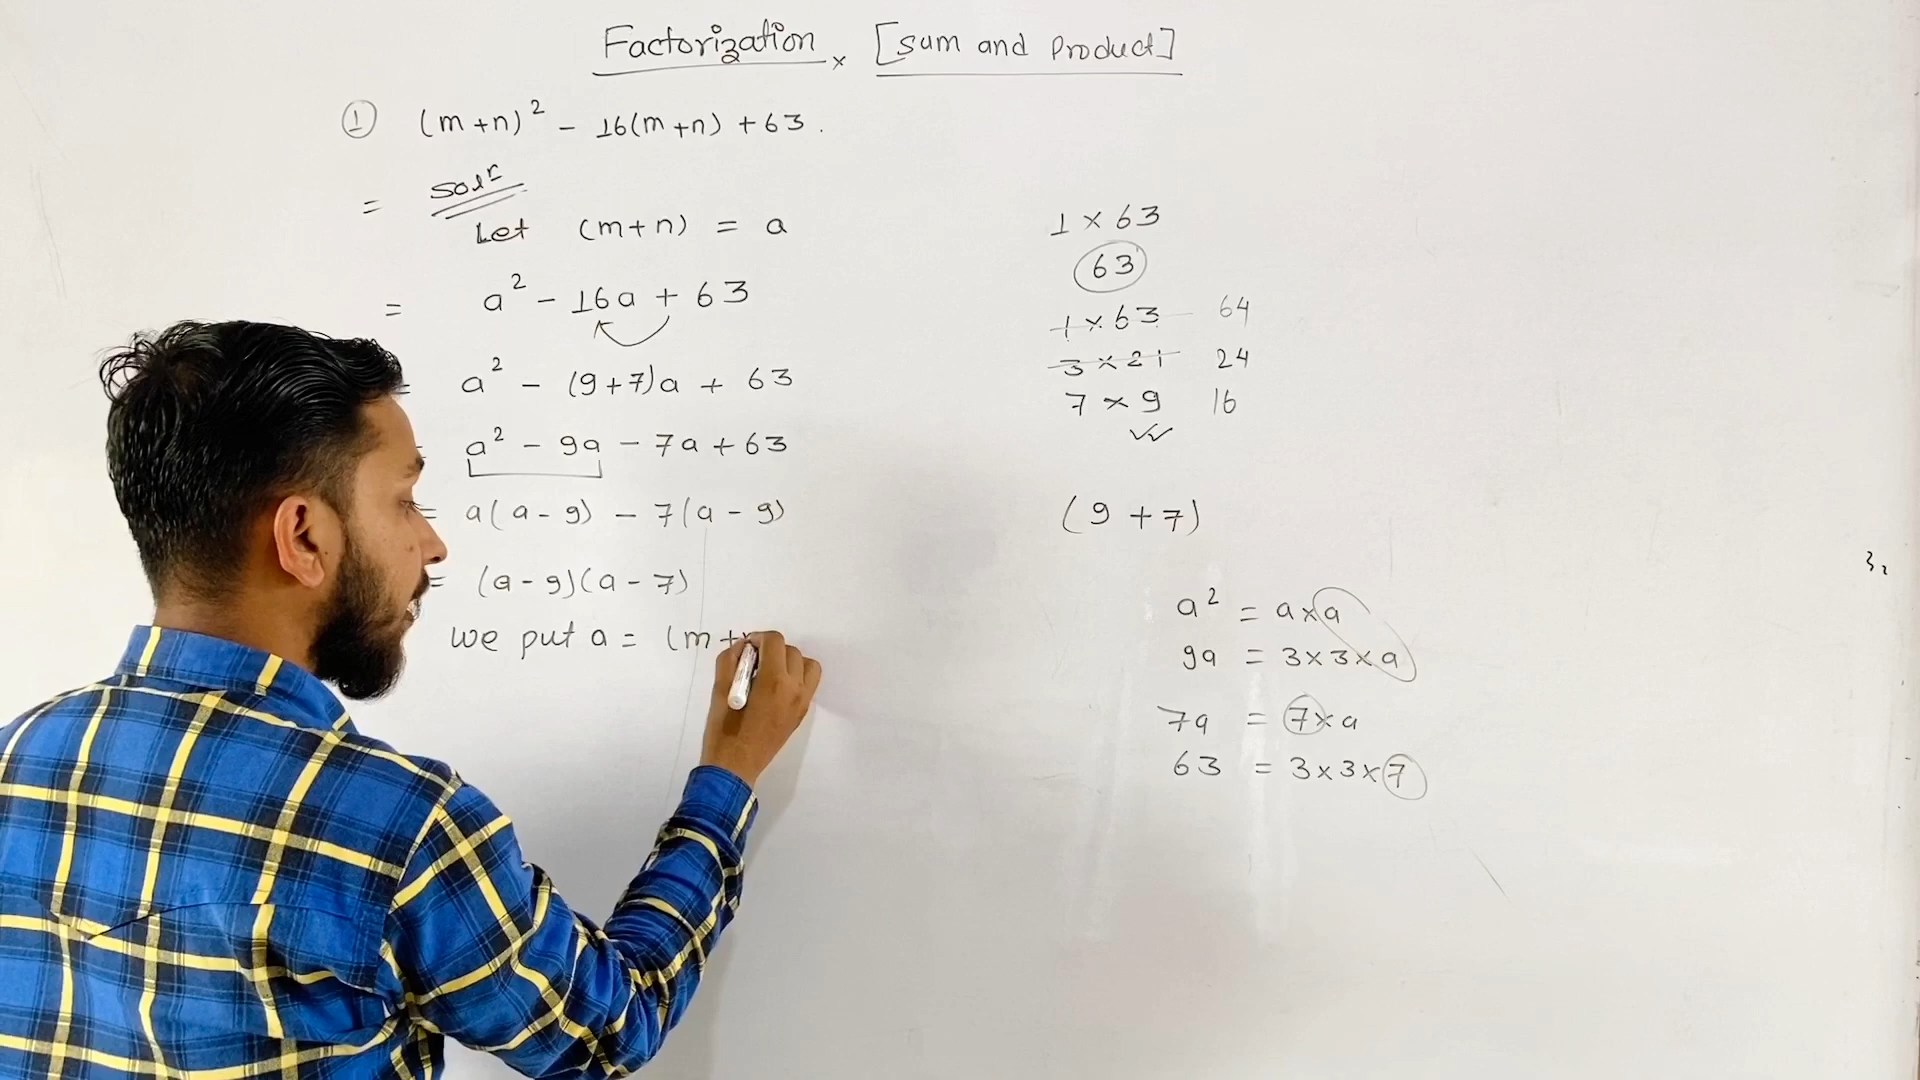 Factorization × [sum and product]
① (m+n)² - 16(m+n) + 63.
= Solⁿ
Let (m+n) = a
= a² - 16a + 63
= a² - (9+7)a + 63
= a² - 9a - 7a + 63
= a(a-9) - 7(a-9)
= (a-9)(a-7)
we put a = (m+
1 × 63
63
1 × 63 64
3 × 21 24
7 × 9 16
(9+7)
a² = a×a
9a = 3×3×a
7a = 7×a
63 = 3×3×7